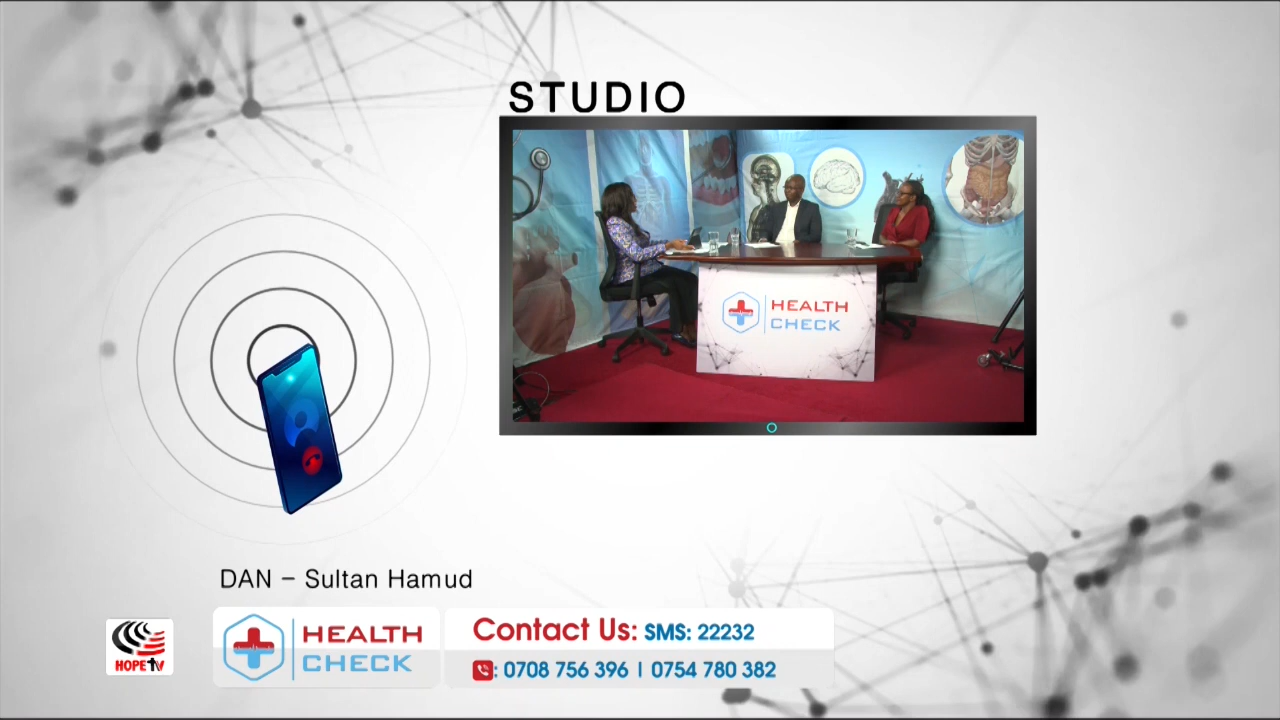 STUDIO
HEALTH
CHECK
DAN – Sultan Hamud
HOPE TV
HEALTH
CHECK
Contact Us: SMS: 22232
: 0708 756 396 | 0754 780 382